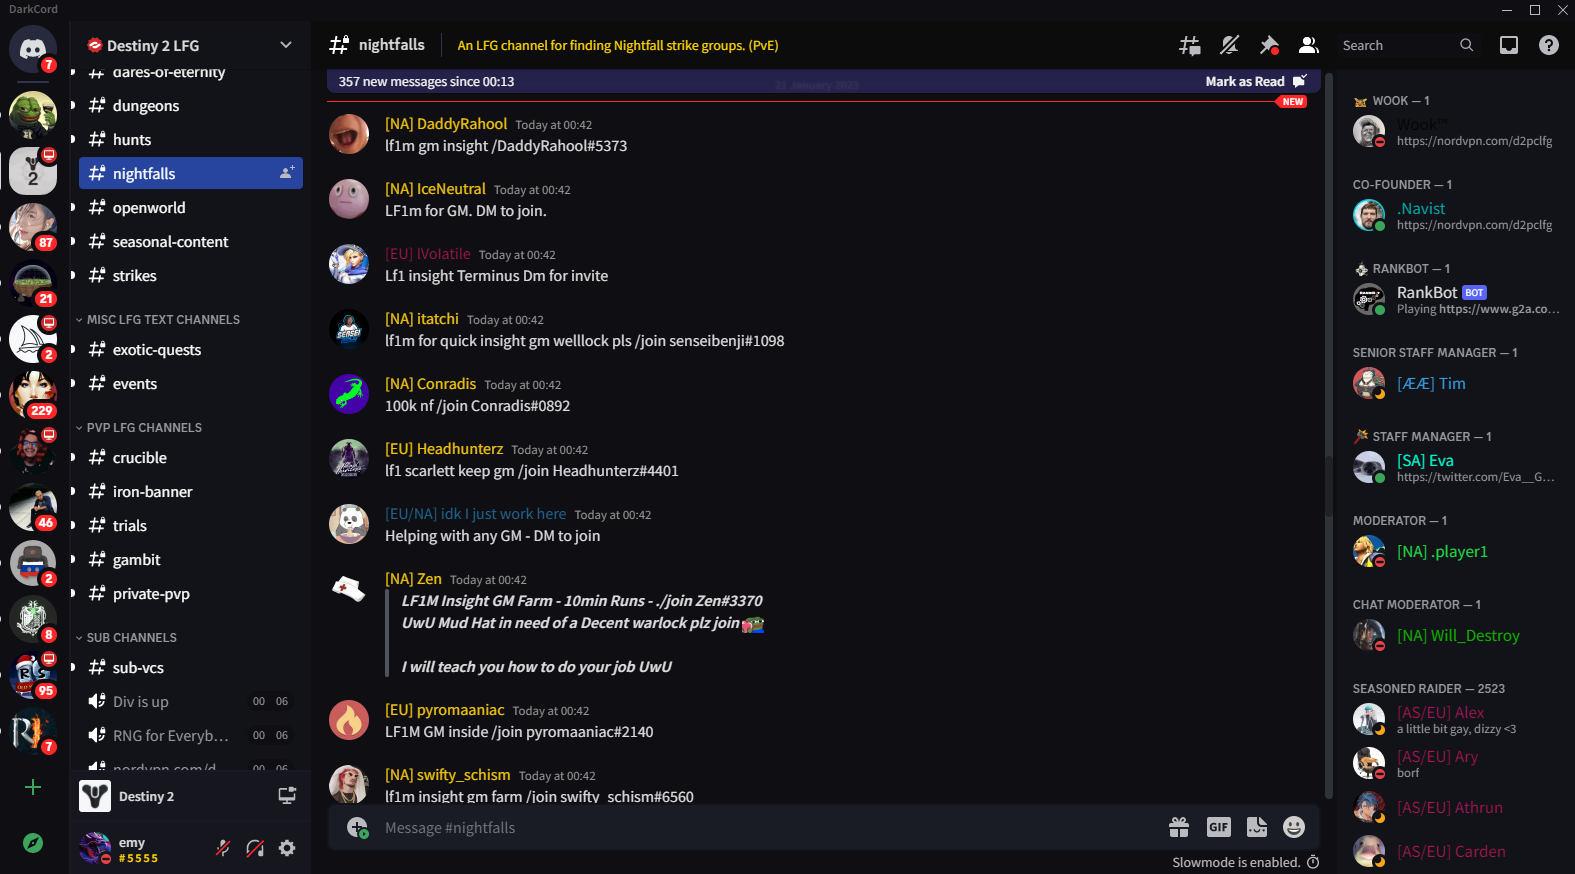 DarkCord
7
2
87
21
2
229
46
2
8
95
7
Destiny 2 LFG
dares-of-eternity
dungeons
hunts
nightfalls
openworld
seasonal-content
strikes
MISC LFG TEXT CHANNELS
exotic-quests
events
PVP LFG CHANNELS
crucible
iron-banner
trials
gambit
private-pvp
SUB CHANNELS
sub-vcs
Div is up 00 06
RNG for Everyb... 00 06
nordvpn.com/d 00 06
Destiny 2
emy
#5555
nightfalls
An LFG channel for finding Nightfall strike groups. (PvE)
Search
357 new messages since 00:13
21 January 2023
Mark as Read
NEW
[NA] DaddyRahool Today at 00:42
lf1m gm insight /DaddyRahool#5373
[NA] IceNeutral Today at 00:42
LF1m for GM. DM to join.
[EU] IVolatile Today at 00:42
Lf1 insight Terminus Dm for invite
[NA] itatchi Today at 00:42
lf1m for quick insight gm welllock pls /join senseibenji#1098
[NA] Conradis Today at 00:42
100k nf /join Conradis#0892
[EU] Headhunterz Today at 00:42
lf1 scarlett keep gm /join Headhunterz#4401
[EU/NA] idk I just work here Today at 00:42
Helping with any GM - DM to join
[NA] Zen Today at 00:42
LF1M Insight GM Farm - 10min Runs - ./join Zen#3370
UwU Mud Hat in need of a Decent warlock plz join
I will teach you how to do your job UwU
[EU] pyromaaniac Today at 00:42
LF1M GM inside /join pyromaaniac#2140
[NA] swifty_schism Today at 00:42
lf1m insight gm farm /join swifty_schism#6560
Message #nightfalls
GIF
Slowmode is enabled.
WOOK — 1
Wook™
https://nordvpn.com/d2pclfg
CO-FOUNDER — 1
.Navist
https://nordvpn.com/d2pclfg
RANKBOT — 1
RankBot BOT
Playing https://www.g2a.co...
SENIOR STAFF MANAGER — 1
[ÆÆ] Tim
STAFF MANAGER — 1
[SA] Eva
https://twitter.com/Eva__G...
MODERATOR — 1
[NA] .player1
CHAT MODERATOR — 1
[NA] Will_Destroy
SEASONED RAIDER — 2523
[AS/EU] Alex
a little bit gay, dizzy <3
[AS/EU] Ary
borf
[AS/EU] Athrun
[AS/EU] Carden